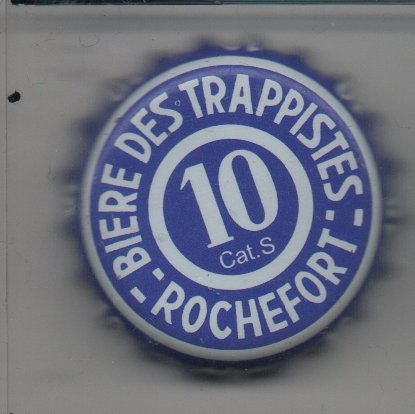 - BIERE DES TRAPPISTES -
- ROCHEFORT -
10
Cat.S